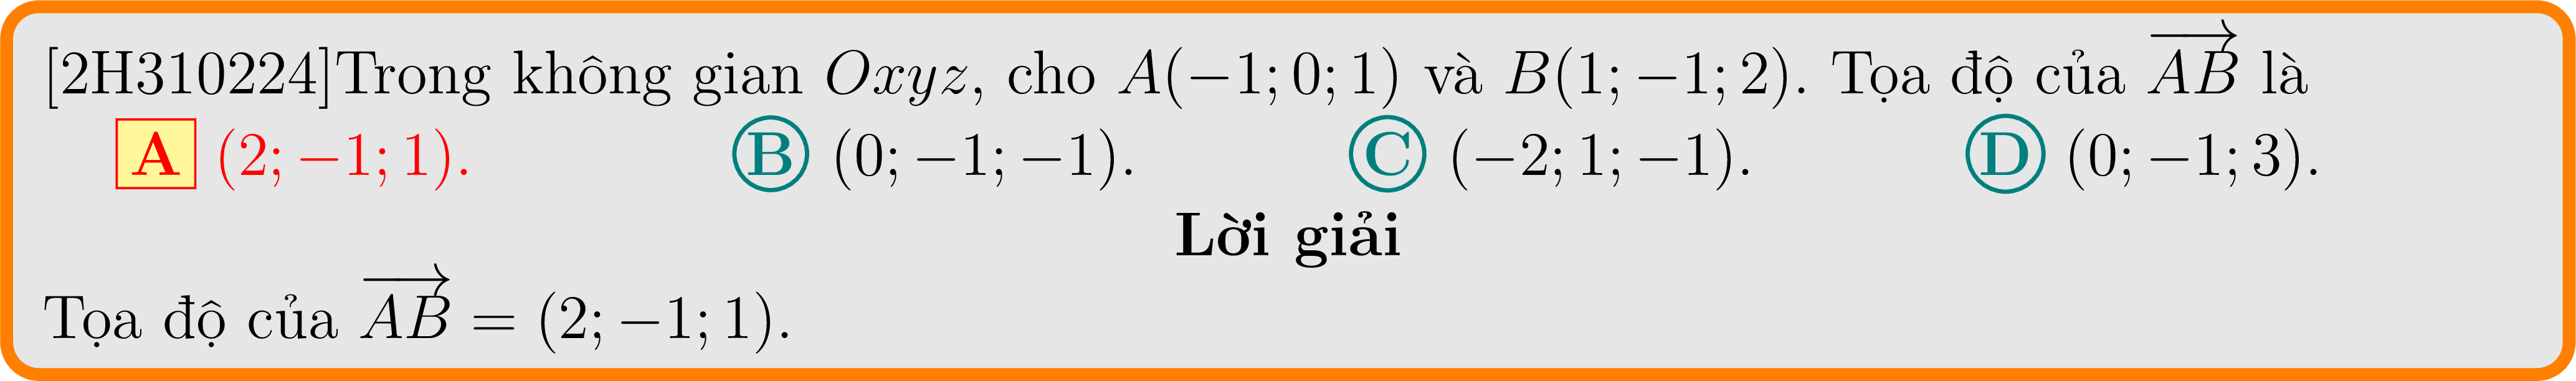 [2H310224]Trong không gian Oxyz, cho A(−1; 0; 1) và B(1; −1; 2). Tọa độ của $\overrightarrow{AB}$ là
A (2; −1; 1). B (0; −1; −1). C (−2; 1; −1). D (0; −1; 3).
Lời giải
Tọa độ của $\overrightarrow{AB}$ = (2; −1; 1).